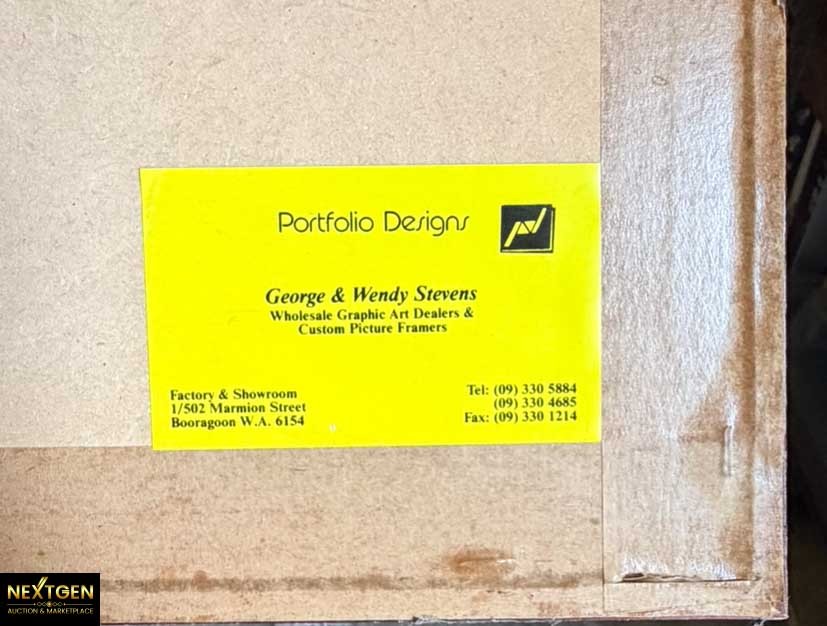 Portfolio Designs
George & Wendy Stevens
Wholesale Graphic Art Dealers &
Custom Picture Framers
Factory & Showroom
1/502 Marmion Street
Booragoon W.A. 6154
Tel: (09) 330 5884
(09) 330 4685
Fax: (09) 330 1214
NEXTGEN
AUCTION & MARKETPLACE